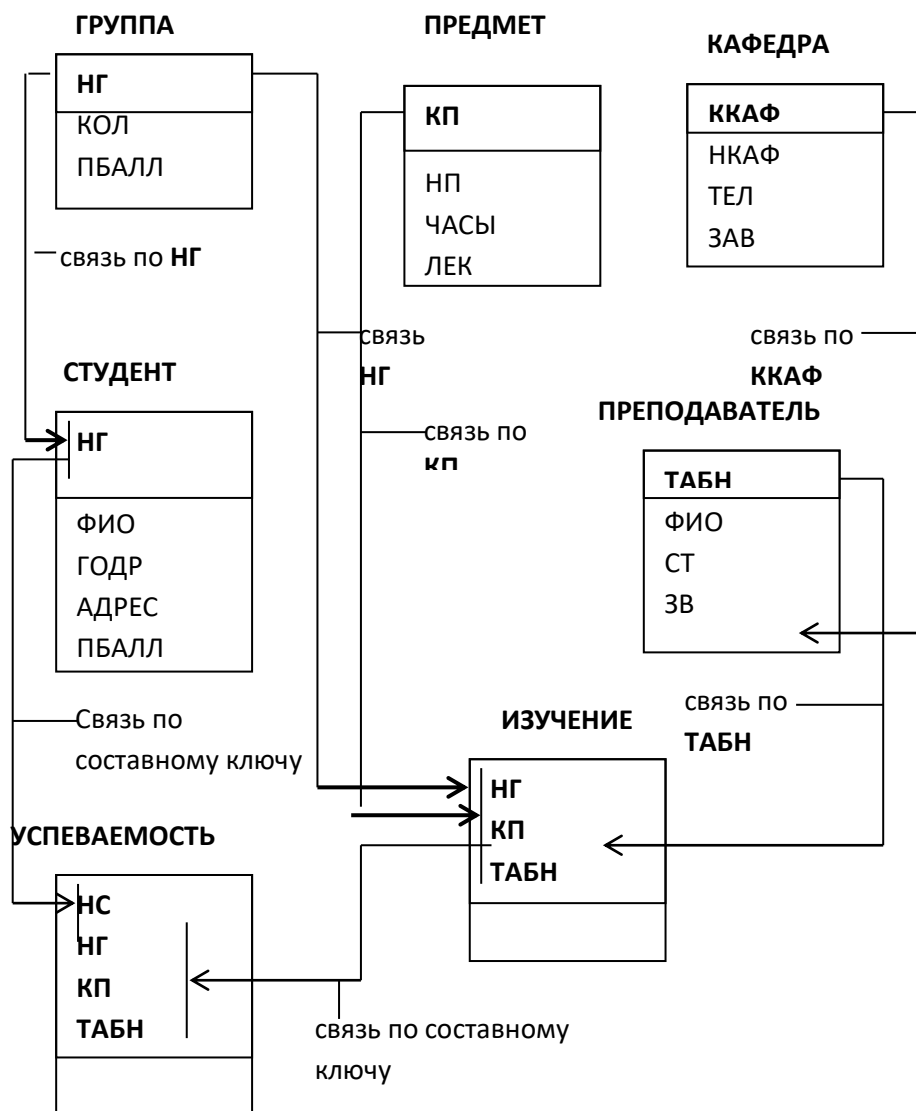 ГРУППА
НГ
КОЛ
ПБАЛЛ
связь по НГ
ПРЕДМЕТ
КП
НП
ЧАСЫ
ЛЕК
КАФЕДРА
ККАФ
НКАФ
ТЕЛ
ЗАВ
связь
НГ
связь по
КП
связь по
ККАФ
СТУДЕНТ
НГ
ФИО
ГОДР
АДРЕС
ПБАЛЛ
ПРЕПОДАВАТЕЛЬ
ТАБН
ФИО
СТ
ЗВ
связь по
ТАБН
Связь по
составному ключу
ИЗУЧЕНИЕ
НГ
КП
ТАБН
УСПЕВАЕМОСТЬ
НС
НГ
КП
ТАБН
связь по составному
ключу